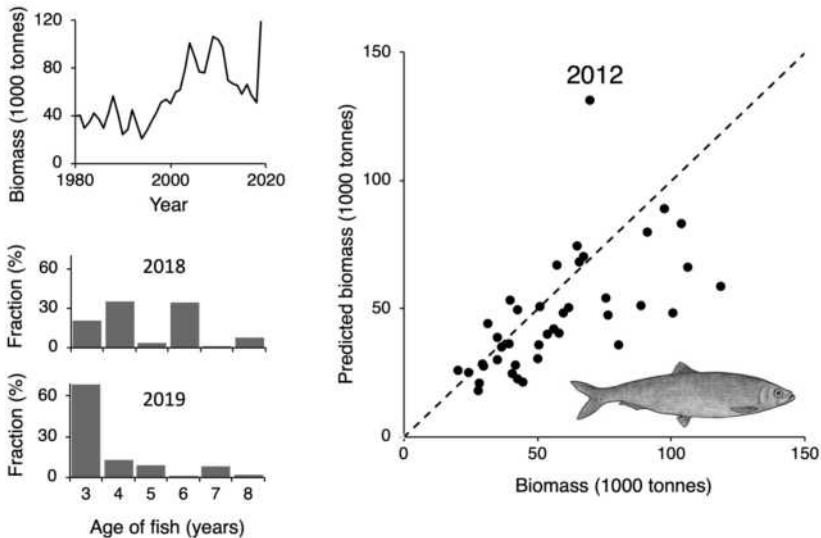 Biomass (1000 tonnes)
120
80
40
0
1980
2000
2020
Year
Fraction (%)
60
30
0
2018
Fraction (%)
60
30
0
2019
3 4 5 6 7 8
Age of fish (years)
Predicted biomass (1000 tonnes)
150
100
50
0
2012
0 50 100 150
Biomass (1000 tonnes)